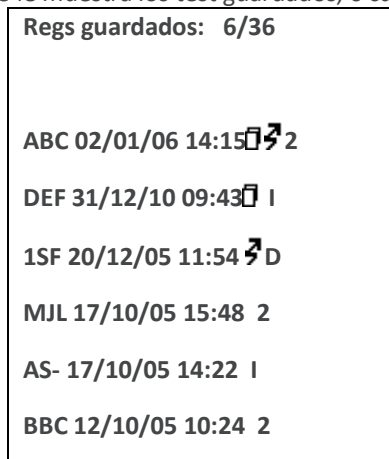 Regs guardados: 6/36
ABC 02/01/06 14:15 2
DEF 31/12/10 09:43 I
1SF 20/12/05 11:54 D
MJL 17/10/05 15:48 2
AS- 17/10/05 14:22 I
BBC 12/10/05 10:24 2